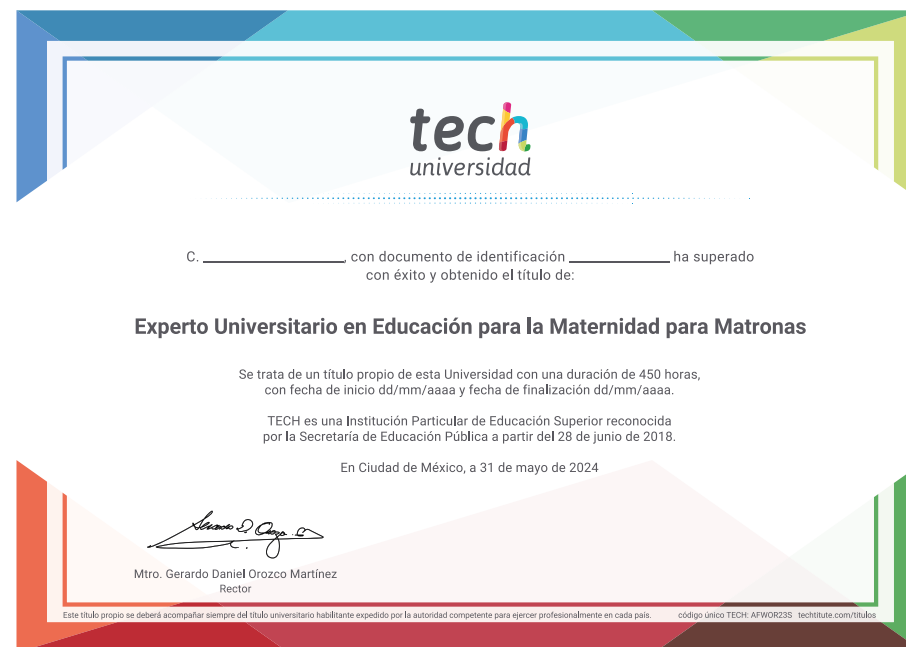 tech
universidad
C. ______________, con documento de identificación __________ ha superado
con éxito y obtenido el título de:
Experto Universitario en Educación para la Maternidad para Matronas
Se trata de un título propio de esta Universidad con una duración de 450 horas,
con fecha de inicio dd/mm/aaaa y fecha de finalización dd/mm/aaaa.
TECH es una Institución Particular de Educación Superior reconocida
por la Secretaría de Educación Pública a partir del 28 de junio de 2018.
En Ciudad de México, a 31 de mayo de 2024
Mtro. Gerardo Daniel Orozco Martínez
Rector
Este título propio se deberá acompañar siempre del título universitario habilitante expedido por la autoridad competente para ejercer profesionalmente en cada país. código único TECH: AFWOR23S techtitute.com/titulos